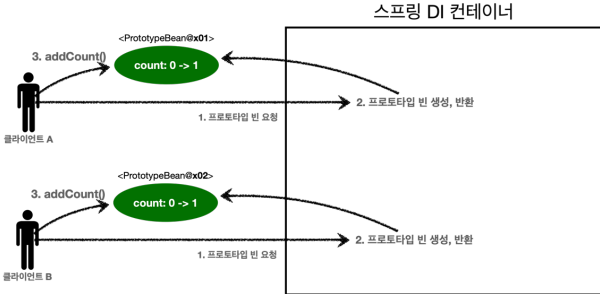 스프링 DI 컨테이너
<PrototypeBean@x01>
3. addCount()
count: 0 -> 1
2. 프로토타입 빈 생성, 반환
1. 프로토타입 빈 요청
클라이언트 A
<PrototypeBean@x02>
3. addCount()
count: 0 -> 1
2. 프로토타입 빈 생성, 반환
1. 프로토타입 빈 요청
클라이언트 B